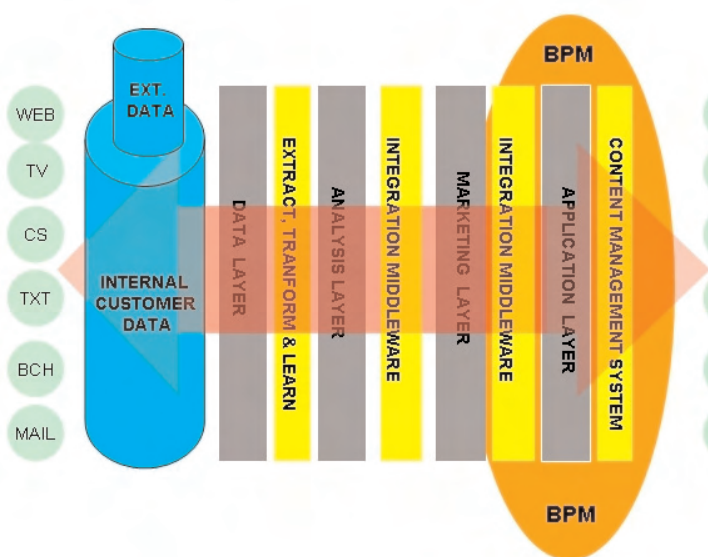 BPM
EXT.
DATA
WEB
TV
CS
TXT
BCH
MAIL
INTERNAL
CUSTOMER
DATA
DATA LAYER
EXTRACT, TRANFORM & LEARN
ANALYSIS LAYER
INTEGRATION MIDDLEWARE
MARKETING LAYER
INTEGRATION MIDDLEWARE
APPLICATION LAYER
CONTENT MANAGEMENT SYSTEM
BPM